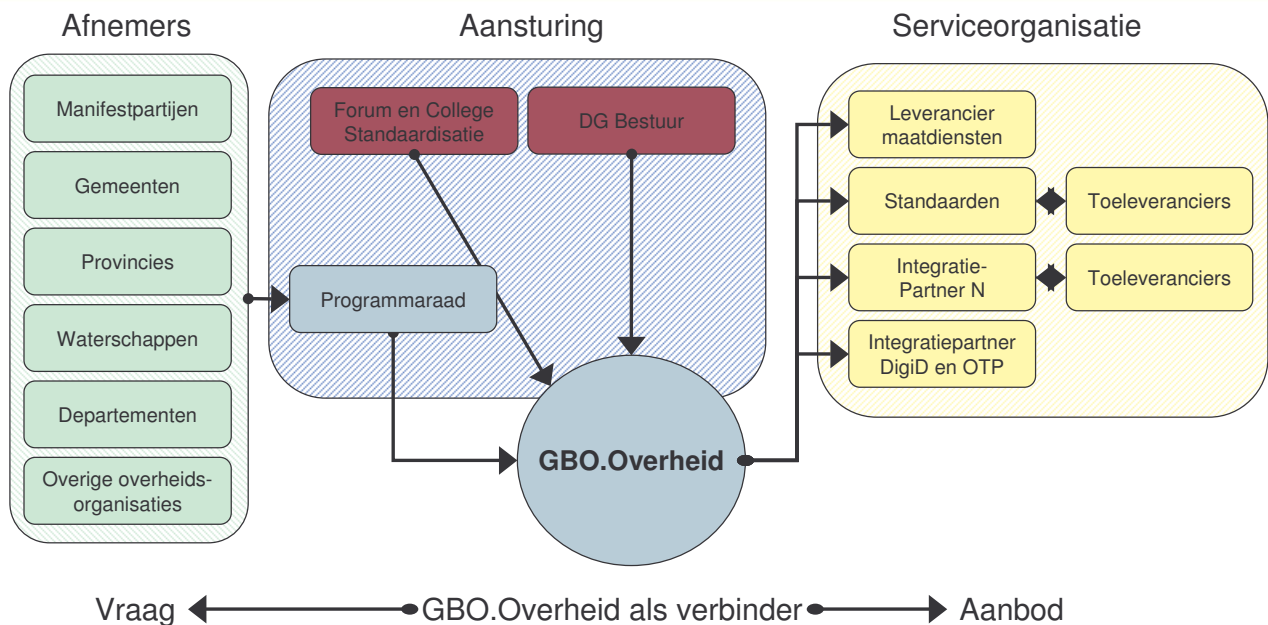 Afnemers
Manifestpartijen
Gemeenten
Provincies
Waterschappen
Departementen
Overige overheids-
organisaties
Aansturing
Forum en College
Standaardisatie
DG Bestuur
Programmaraad
GBO.Overheid
Serviceorganisatie
Leverancier
maatdiensten
Standaarden
Toeleveranciers
Integratie-
Partner N
Toeleveranciers
Integratiepartner
DigiD en OTP
Vraag
GBO.Overheid als verbinder
Aanbod